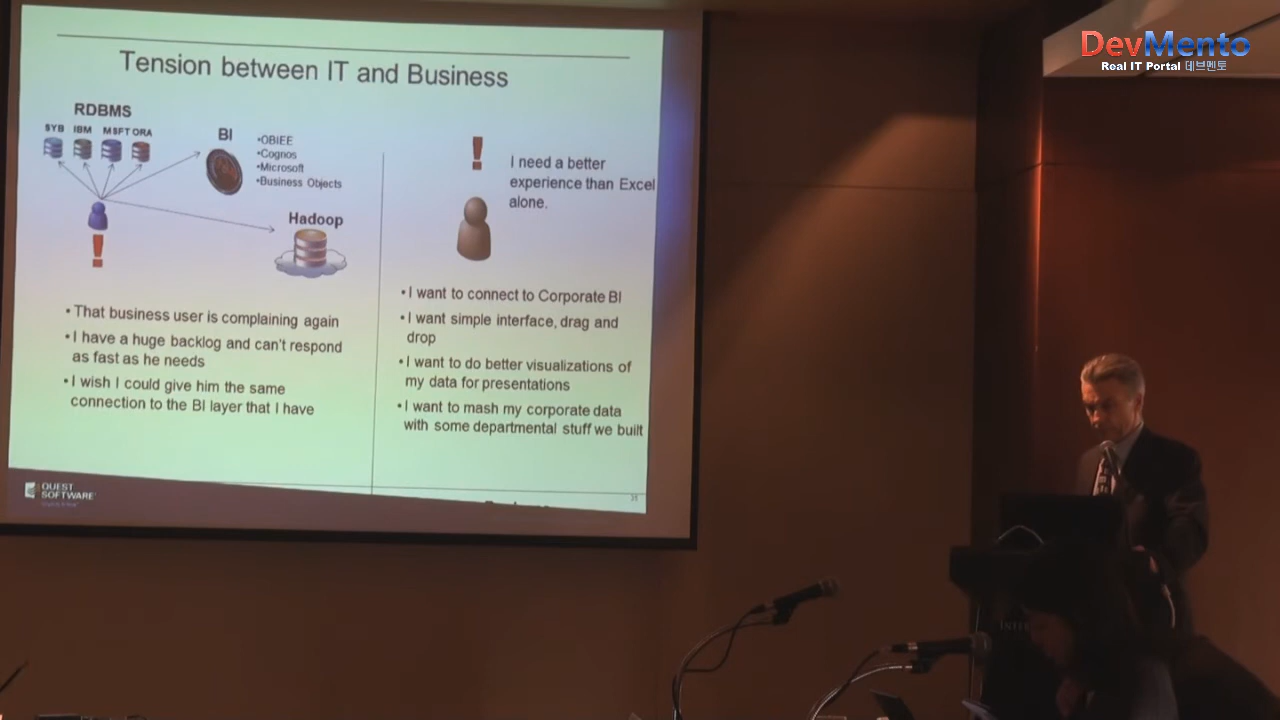 DevMento
Real IT Portal 데브멘토
Tension between IT and Business
RDBMS
SYB IBM MSFT ORA
BI
•OBIEE
•Cognos
•Microsoft
•Business Objects
Hadoop
• That business user is complaining again
• I have a huge backlog and can't respond
as fast as he needs
• I wish I could give him the same
connection to the BI layer that I have
I need a better
experience than Excel
alone.
• I want to connect to Corporate BI
• I want simple interface, drag and
drop
• I want to do better visualizations of
my data for presentations
• I want to mash my corporate data
with some departmental stuff we built
QUEST
SOFTWARE